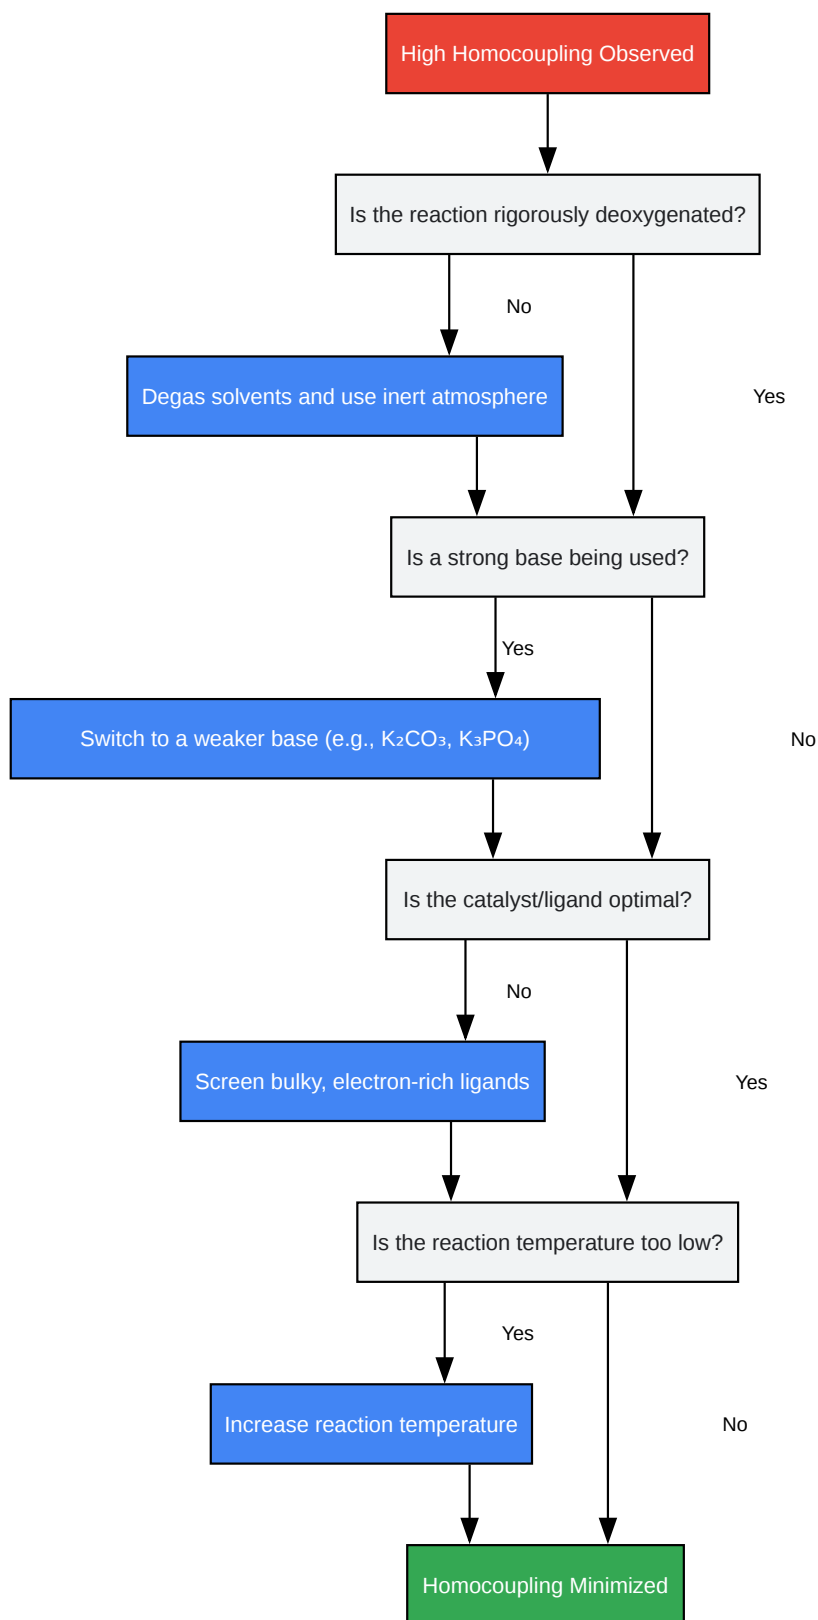 High Homocoupling Observed
Is the reaction rigorously deoxygenated?
No
Degas solvents and use inert atmosphere
Yes
Is a strong base being used?
Yes
Switch to a weaker base (e.g., K₂CO₃, K₃PO₄)
No
Is the catalyst/ligand optimal?
No
Screen bulky, electron-rich ligands
Yes
Is the reaction temperature too low?
Yes
Increase reaction temperature
No
Homocoupling Minimized